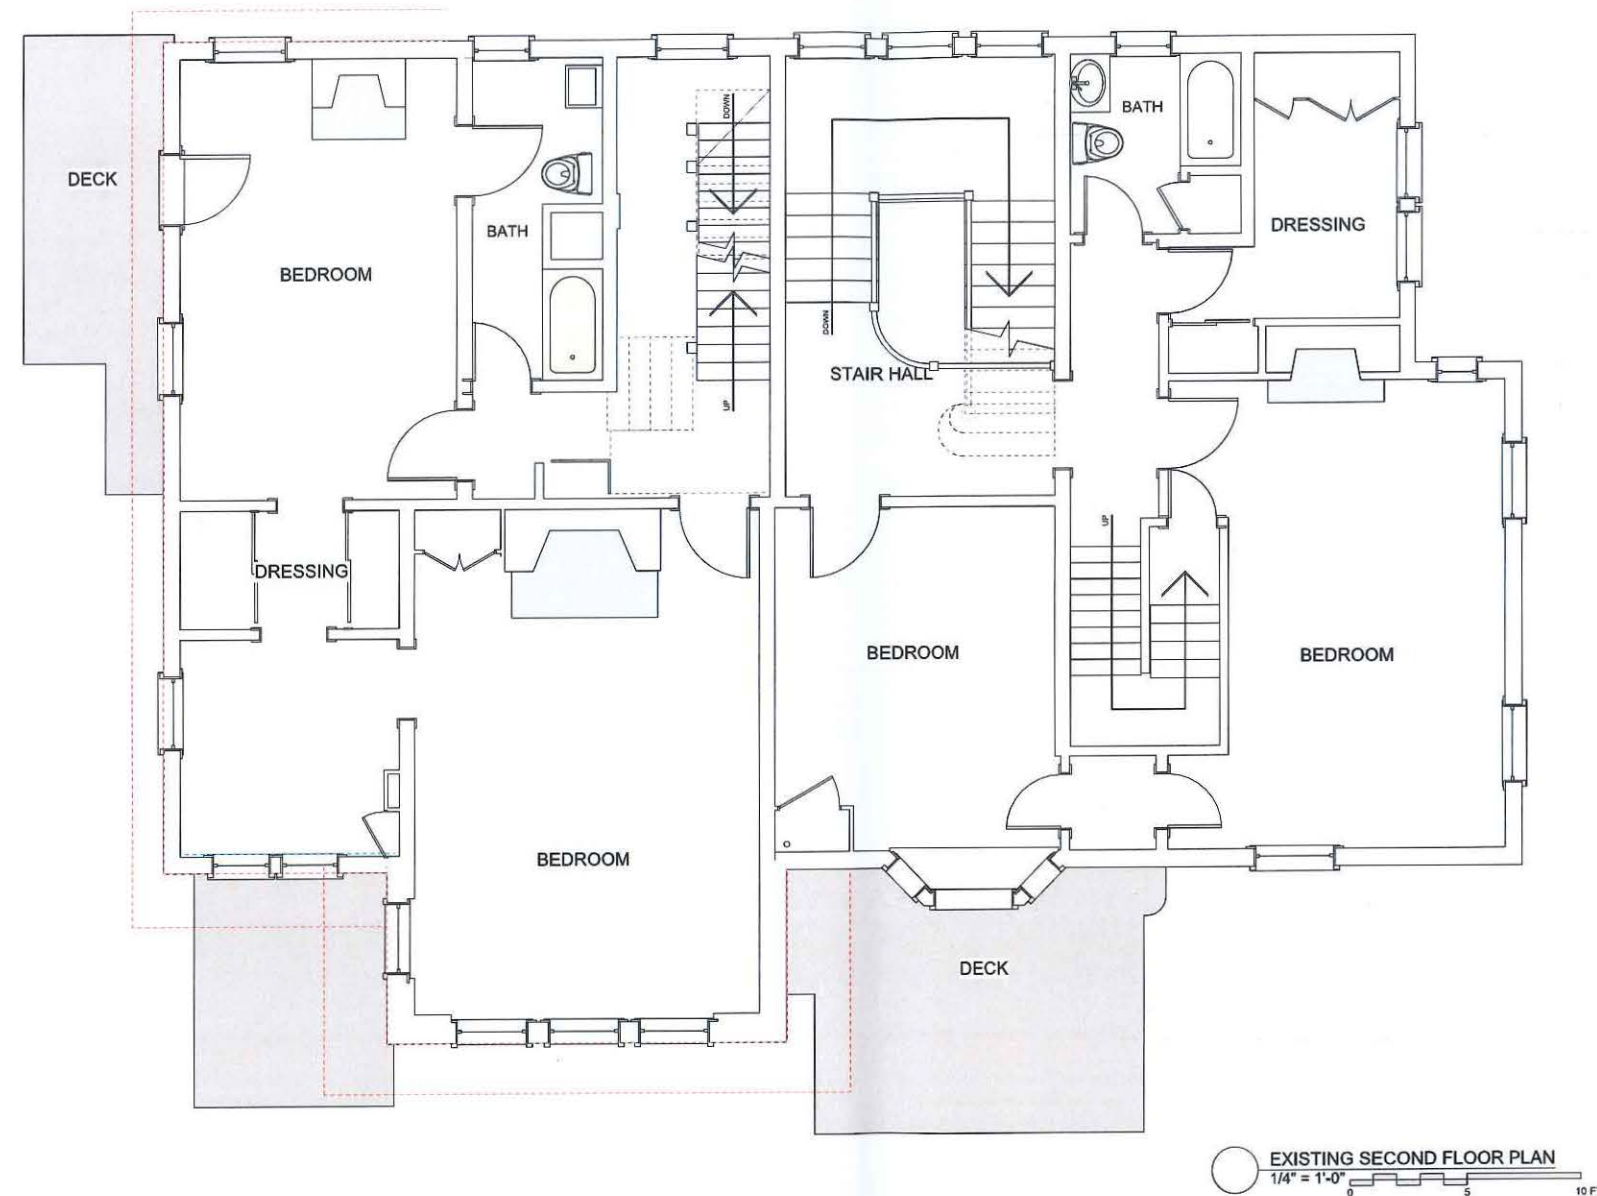 DOWN
BATH
DECK
DRESSING
BATH
BEDROOM
DOWN
STAIR HALL
UP
UP
DRESSING
BEDROOM
BEDROOM
BEDROOM
DECK
EXISTING SECOND FLOOR PLAN
1/4" = 1'-0"
0 5 10 F